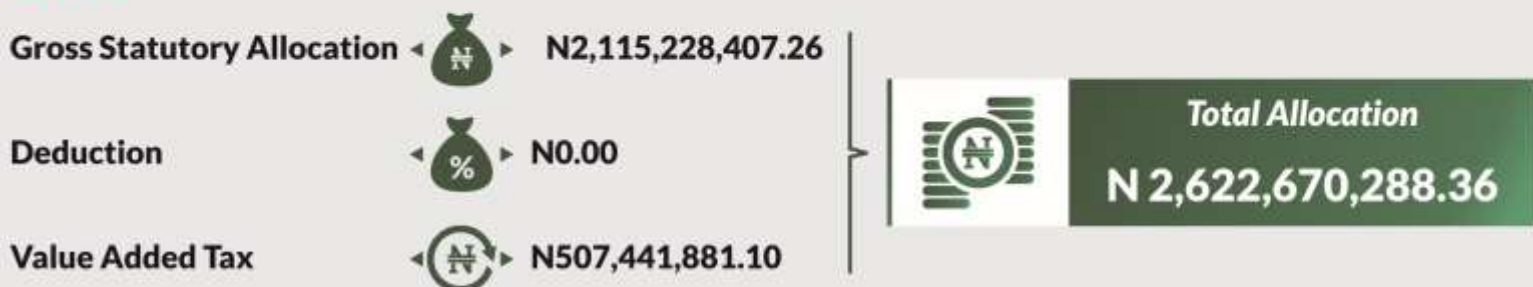 Gross Statutory Allocation ₦ N2,115,228,407.26
Deduction % N0.00
Value Added Tax ₦ N507,441,881.10
₦
Total Allocation
N 2,622,670,288.36